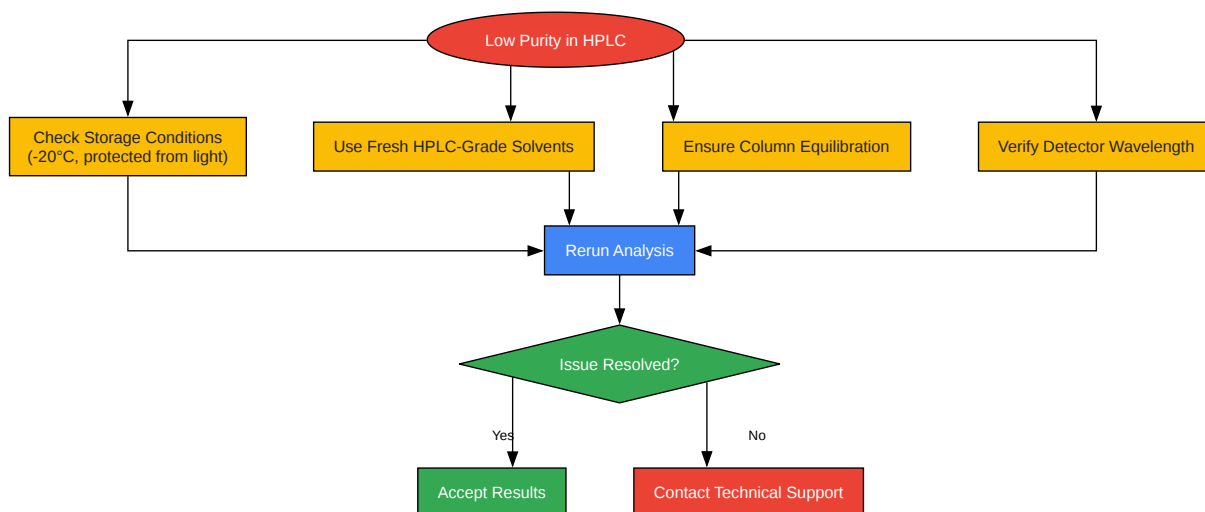 Low Purity in HPLC
Check Storage Conditions
(-20°C, protected from light)
Use Fresh HPLC-Grade Solvents
Ensure Column Equilibration
Verify Detector Wavelength
Rerun Analysis
Issue Resolved?
Yes
No
Accept Results
Contact Technical Support